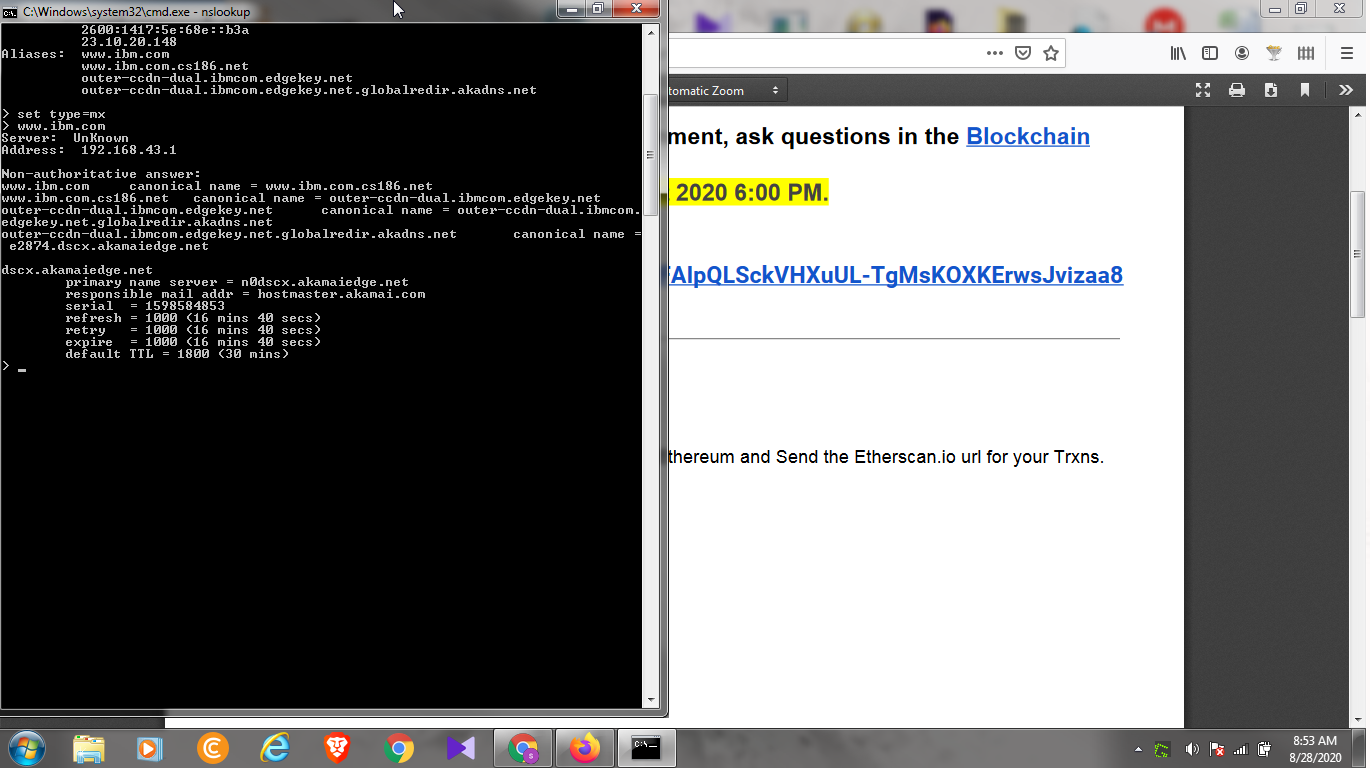 C:\Windows\system32\cmd.exe - nslookup
2600:1417:5e:68e::b3a
23.10.20.148
Aliases:  www.ibm.com
www.ibm.com.cs186.net
outer-ccdn-dual.ibmcom.edgekey.net
outer-ccdn-dual.ibmcom.edgekey.net.globalredir.akadns.net
> set type=mx
> www.ibm.com
Server:  UnKnown
Address:  192.168.43.1
Non-authoritative answer:
www.ibm.com     canonical name = www.ibm.com.cs186.net
www.ibm.com.cs186.net   canonical name = outer-ccdn-dual.ibmcom.edgekey.net
outer-ccdn-dual.ibmcom.edgekey.net      canonical name = outer-ccdn-dual.ibmcom.
edgekey.net.globalredir.akadns.net
outer-ccdn-dual.ibmcom.edgekey.net.globalredir.akadns.net       canonical name =
e2874.dscx.akamaiedge.net
dscx.akamaiedge.net
primary name server = n0dscx.akamaiedge.net
responsible mail addr = hostmaster.akamai.com
serial  = 1598584853
refresh = 1000 (16 mins 40 secs)
retry   = 1000 (16 mins 40 secs)
expire  = 1000 (16 mins 40 secs)
default TTL = 1800 (30 mins)
>
tomatic Zoom
ment, ask questions in the Blockchain
2020 6:00 PM.
FAIpQLSckVHXuUL-TgMsKOXKErwsJvizaa8
thereum and Send the Etherscan.io url for your Trxns.
8:53 AM
8/28/2020